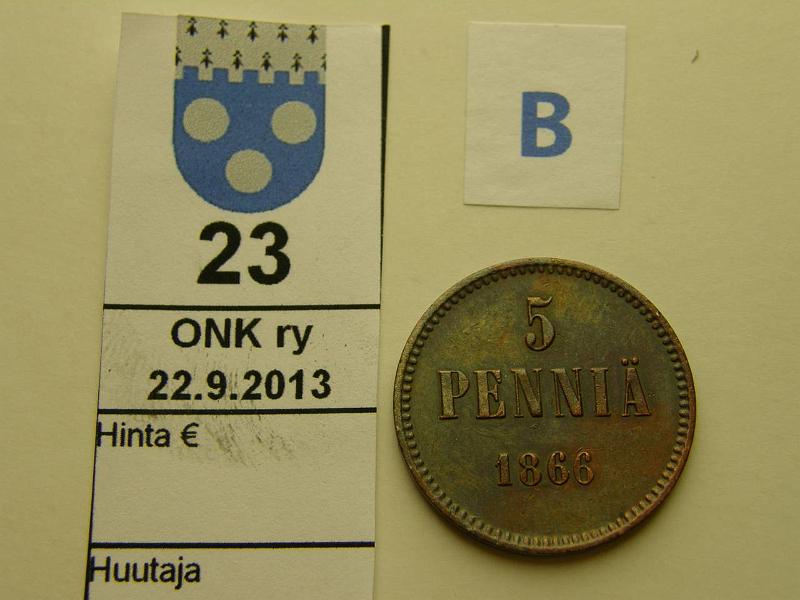 23
ONK ry
22.9.2013
Hinta €
Huutaja
B
5
PENNIÄ
1866